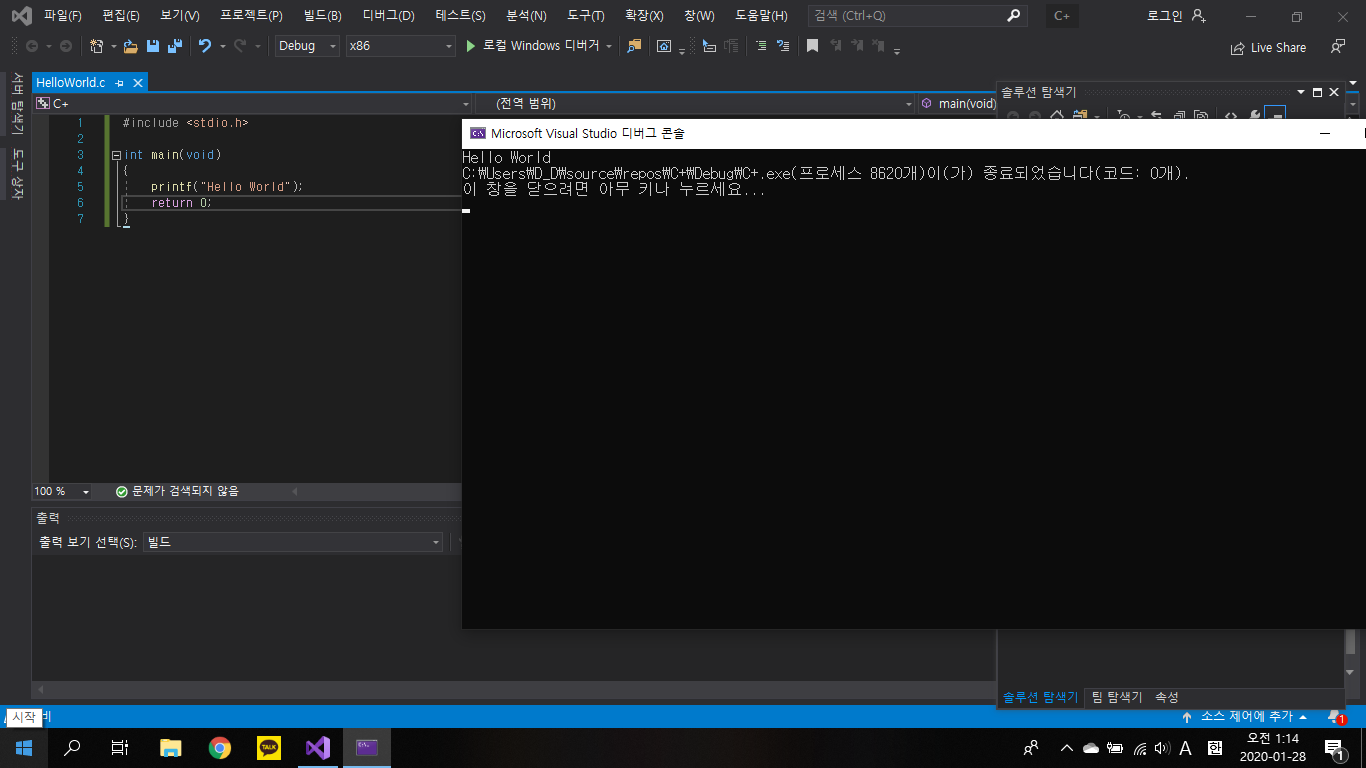 파일(F) 편집(E) 보기(V) 프로젝트(P) 빌드(B) 디버그(D) 테스트(S) 분석(N) 도구(T) 확장(X) 창(W) 도움말(H) 검색 (Ctrl+Q) C+ 로그인
Debug x86 로컬 Windows 디버거 Live Share
서버 탐색기
도구 상자
HelloWorld.c
C+ (전역 범위) main(void)
솔루션 탐색기
1 #include <stdio.h>
2
3 int main(void)
4 {
5 printf("Hello World");
6 return 0;
7 }
Microsoft Visual Studio 디버그 콘솔
Hello World
C:\Users\D_D\source\repos\C+\Debug\C+.exe(프로세스 8620개)이(가) 종료되었습니다(코드: 0개).
이 창을 닫으려면 아무 키나 누르세요...
100 % 문제가 검색되지 않음
출력
출력 보기 선택(S): 빌드
솔루션 탐색기 팀 탐색기 속성
시작 비 소스 제어에 추가 1
TALK A 한 오전 1:14
2020-01-28 1